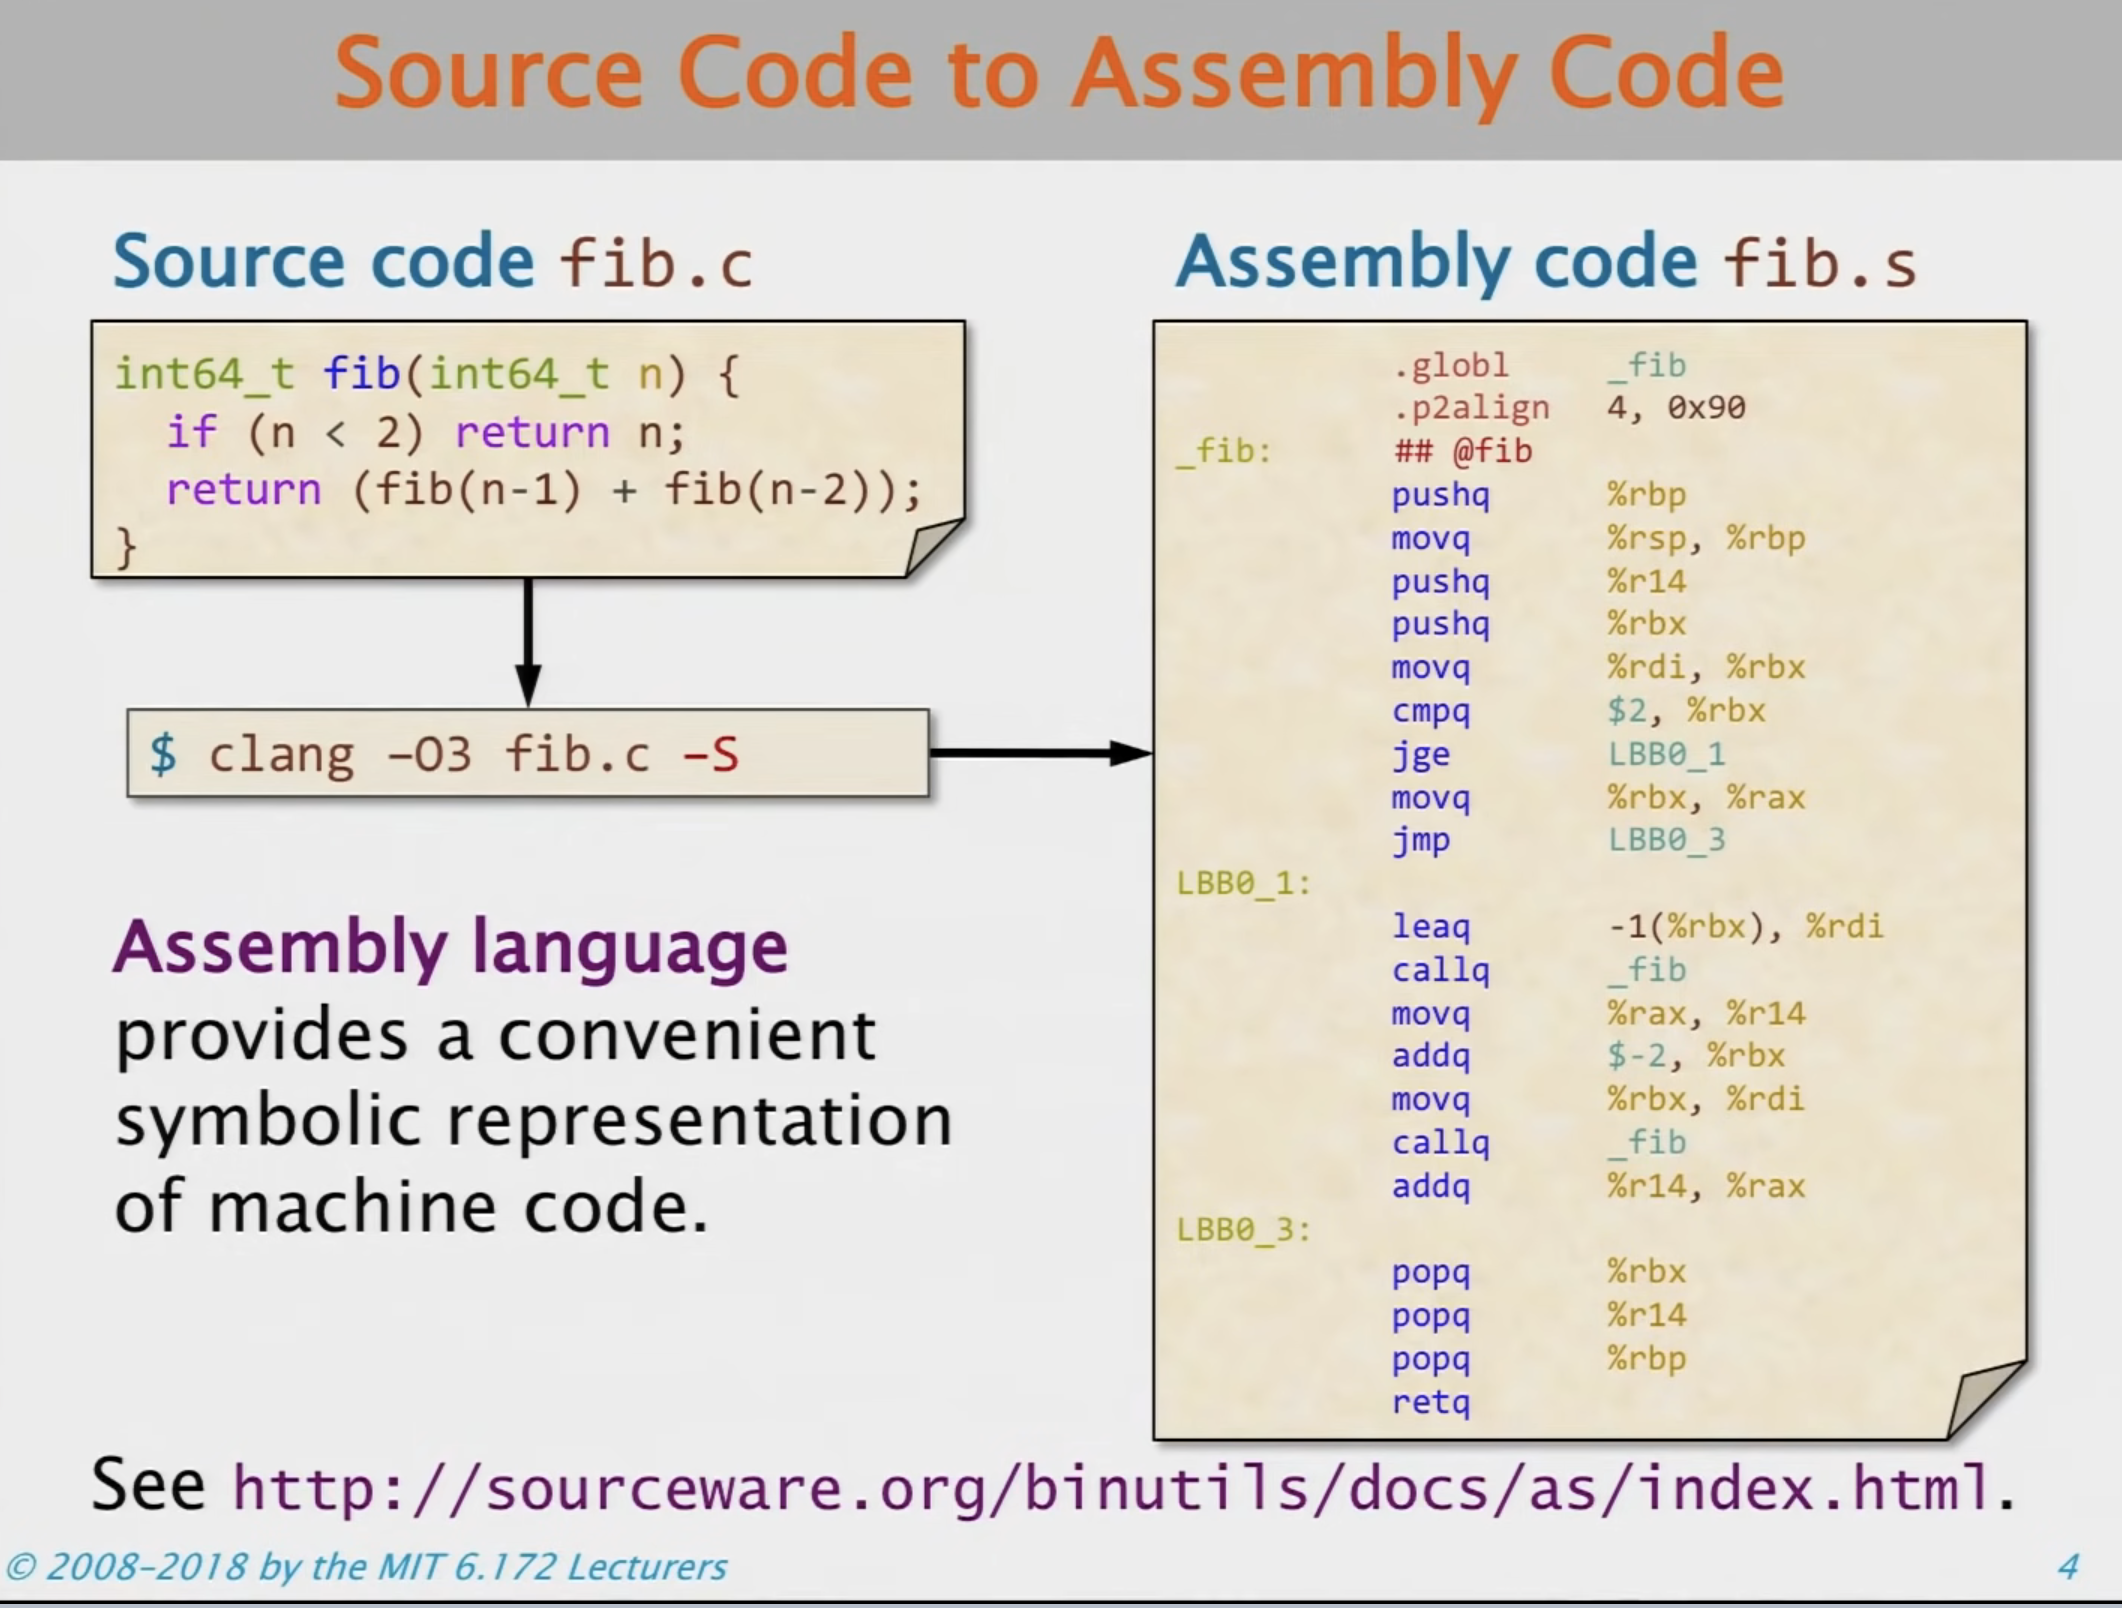 Source Code to Assembly Code
Source code fib.c
int64_t fib(int64_t n) {
  if (n < 2) return n;
  return (fib(n-1) + fib(n-2));
}
$ clang –O3 fib.c –S
Assembly language
provides a convenient
symbolic representation
of machine code.
Assembly code fib.s
.globl _fib
.p2align 4, 0x90
_fib: ## @fib
pushq %rbp
movq %rsp, %rbp
pushq %r14
pushq %rbx
movq %rdi, %rbx
cmpq $2, %rbx
jge LBB0_1
movq %rbx, %rax
jmp LBB0_3
LBB0_1:
leaq -1(%rbx), %rdi
callq _fib
movq %rax, %r14
addq $-2, %rbx
movq %rbx, %rdi
callq _fib
addq %r14, %rax
LBB0_3:
popq %rbx
popq %r14
popq %rbp
retq
See http://sourceware.org/binutils/docs/as/index.html.
© 2008–2018 by the MIT 6.172 Lecturers
4